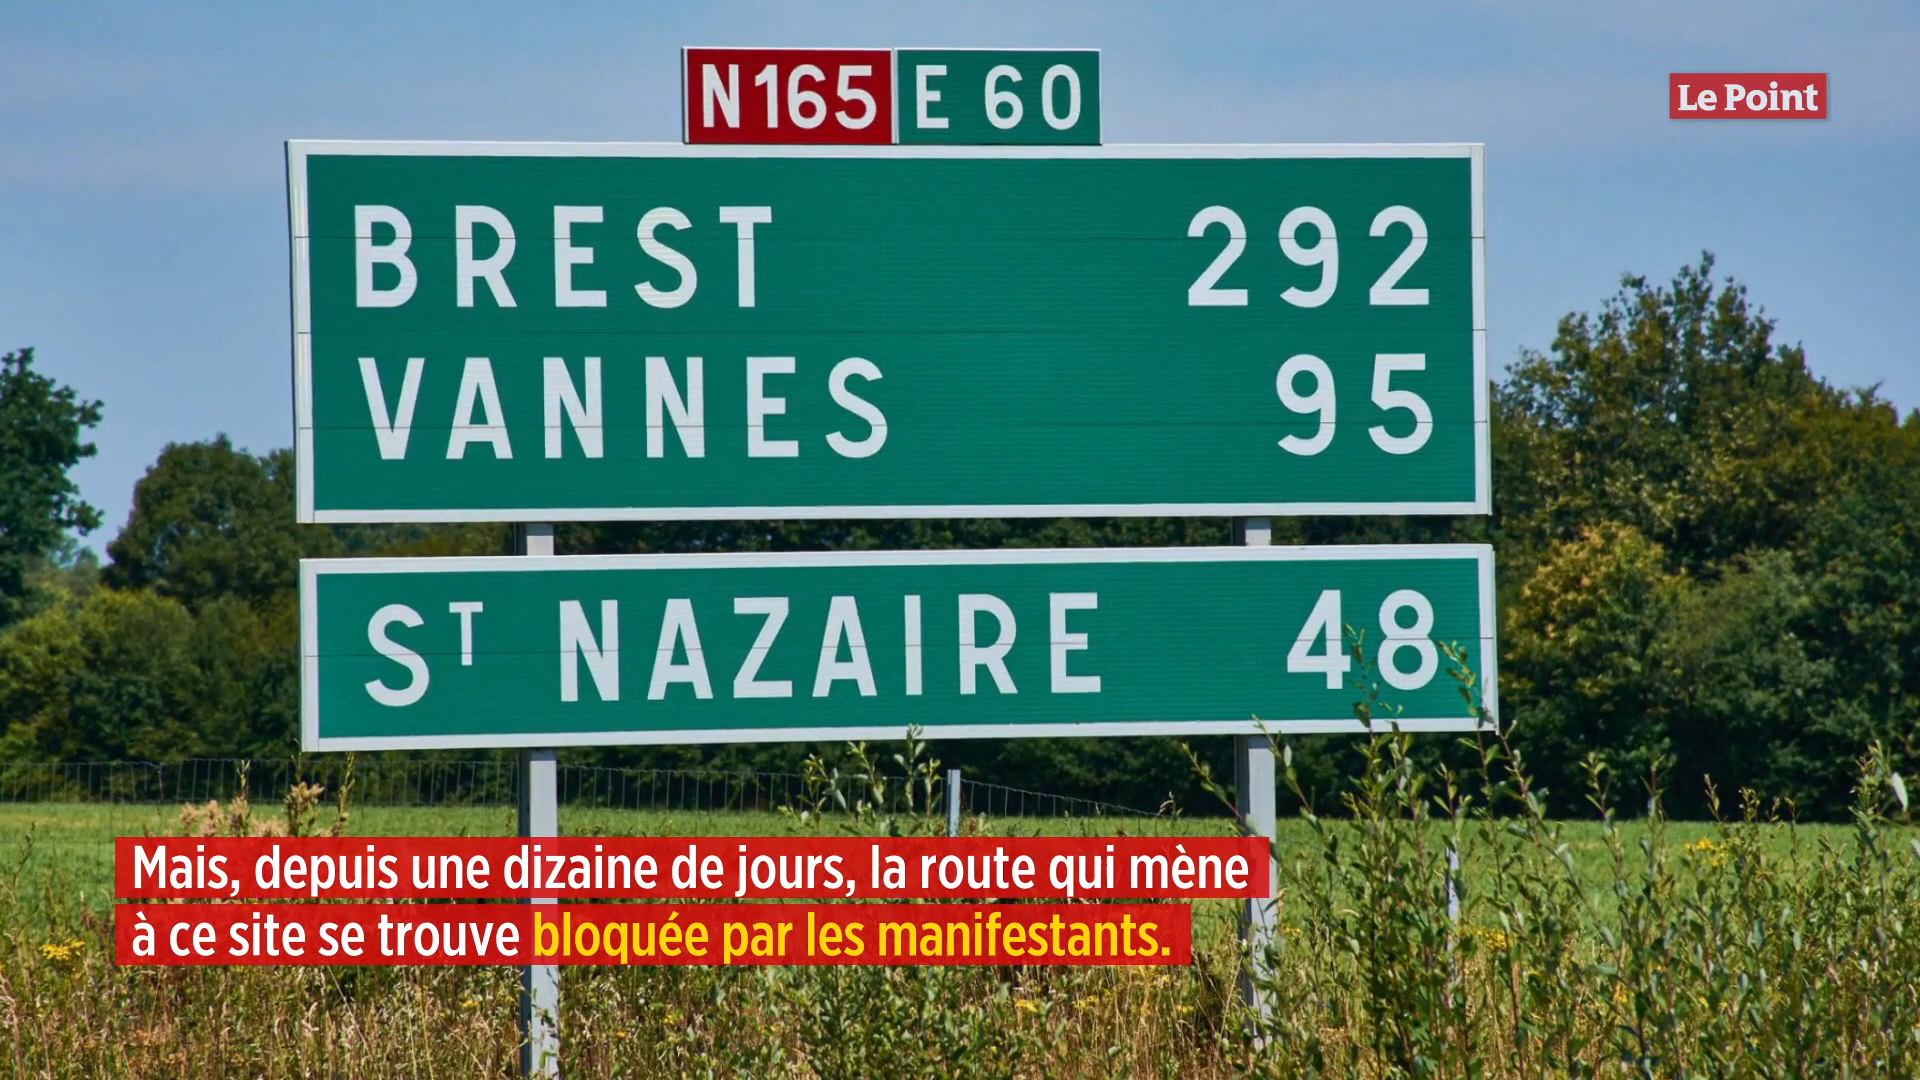 N165 E 60
Le Point
BREST 292
VANNES 95
ST NAZAIRE 48
Mais, depuis une dizaine de jours, la route qui mène
à ce site se trouve bloquée par les manifestants.